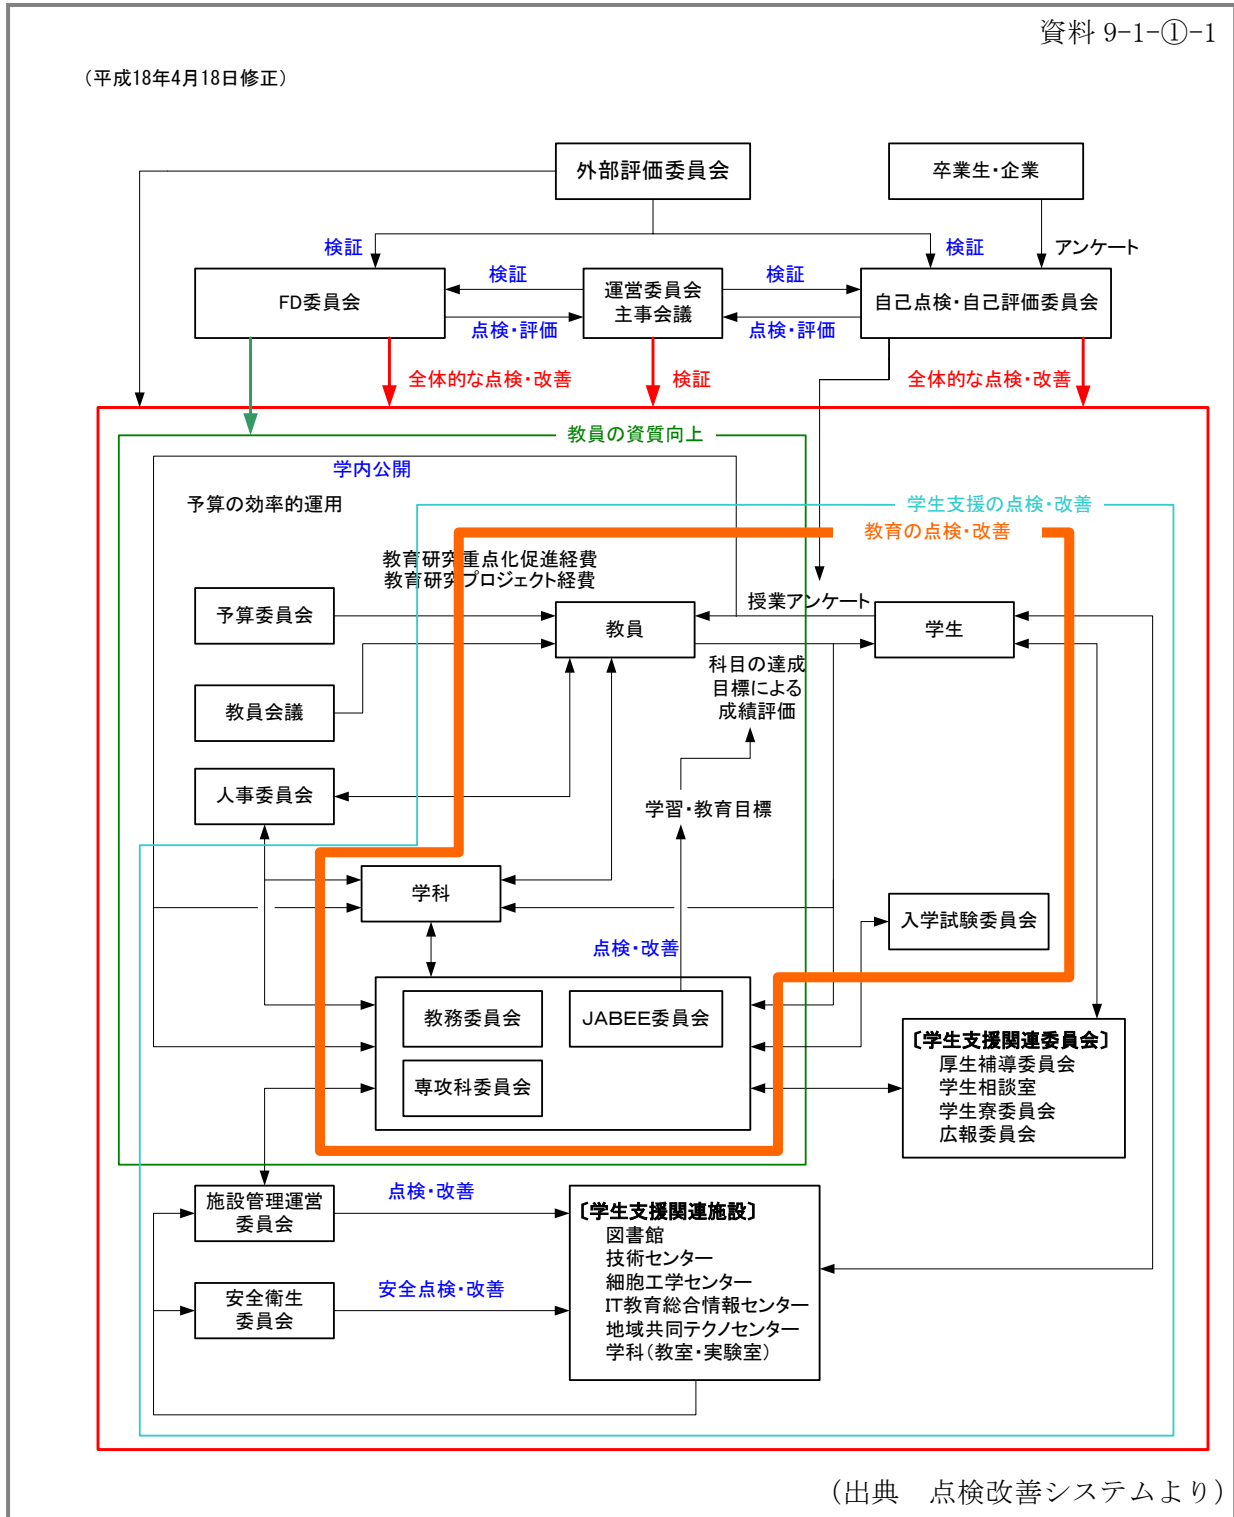 資料 9-1-①-1
（平成18年4月18日修正）
外部評価委員会
卒業生・企業
検証
検証
アンケート
FD委員会
検証
運営委員会
主事会議
検証
自己点検・自己評価委員会
点検・評価
点検・評価
全体的な点検・改善
検証
全体的な点検・改善
教員の資質向上
学内公開
予算の効率的運用
学生支援の点検・改善
教育の点検・改善
教育研究重点化促進経費
教育研究プロジェクト経費
予算委員会
教員
授業アンケート
学生
科目の達成
目標による
成績評価
教員会議
人事委員会
学習・教育目標
学科
入学試験委員会
点検・改善
教務委員会
JABEE委員会
専攻科委員会
〔学生支援関連委員会〕
厚生補導委員会
学生相談室
学生寮委員会
広報委員会
施設管理運営
委員会
点検・改善
〔学生支援関連施設〕
図書館
技術センター
細胞工学センター
IT教育総合情報センター
地域共同テクノセンター
学科（教室・実験室）
安全衛生
委員会
安全点検・改善
（出典　点検改善システムより）